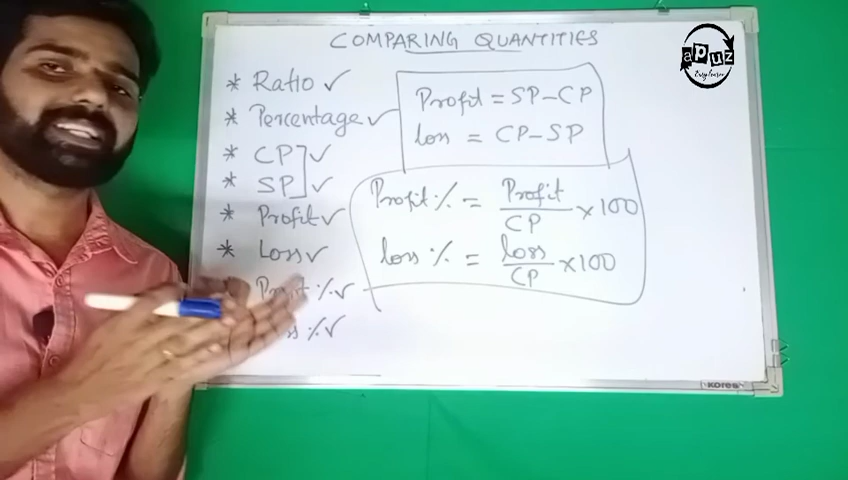 COMPARING QUANTITIES
* Ratio ✓
* Percentage ✓
* CP ] ✓
* SP ] ✓
* Profit ✓
* Loss ✓
% ✓
% ✓
Profit = SP-CP
loss = CP-SP
Profit % = Profit/CP × 100
loss % = loss/CP × 100
apuz
kores